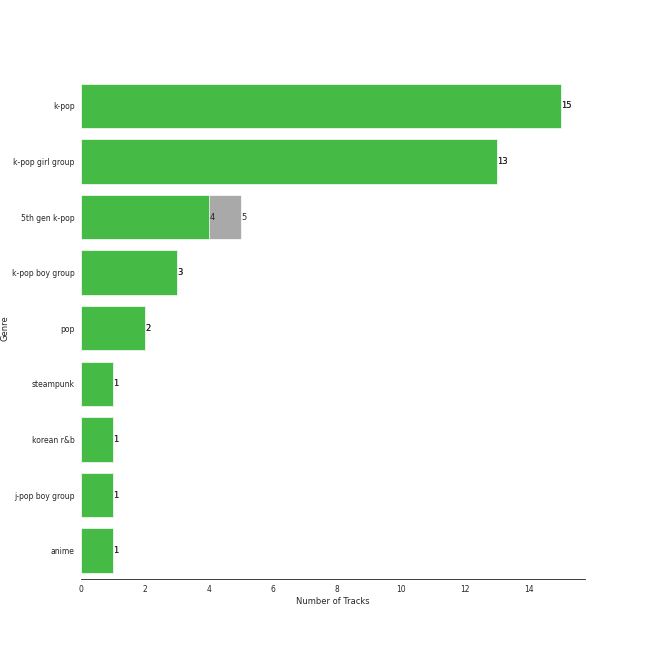 k-pop 15
k-pop girl group 13
5th gen k-pop 4 5
k-pop boy group 3
pop 2
steampunk 1
korean r&b 1
j-pop boy group 1
anime 1
Genre
0 2 4 6 8 10 12 14
Number of Tracks